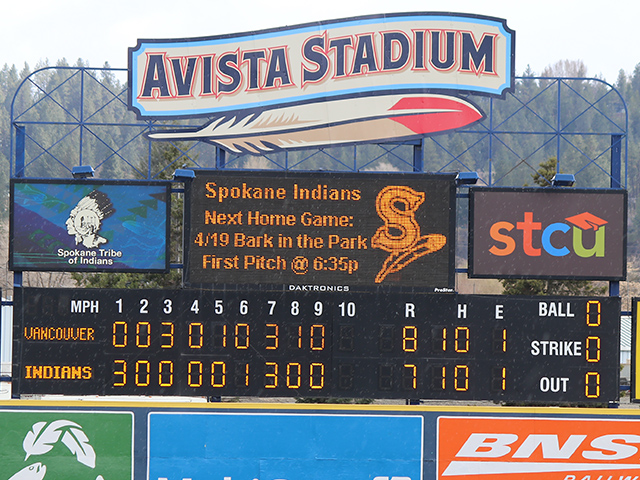 AVISTA STADIUM
Spokane Tribe
of Indians
Spokane Indians
Next Home Game:
4/19 Bark in the Park
First Pitch @ 6:35p
S
DAKTRONICS
ProStar
stcu
MPH 1 2 3 4 5 6 7 8 9 10 R H E BALL 0
VANCOUVER 0 0 3 0 1 0 3 1 0 8 10 1
STRIKE 0
INDIANS 3 0 0 0 0 1 3 0 0 7 10 1
OUT 0
BNS